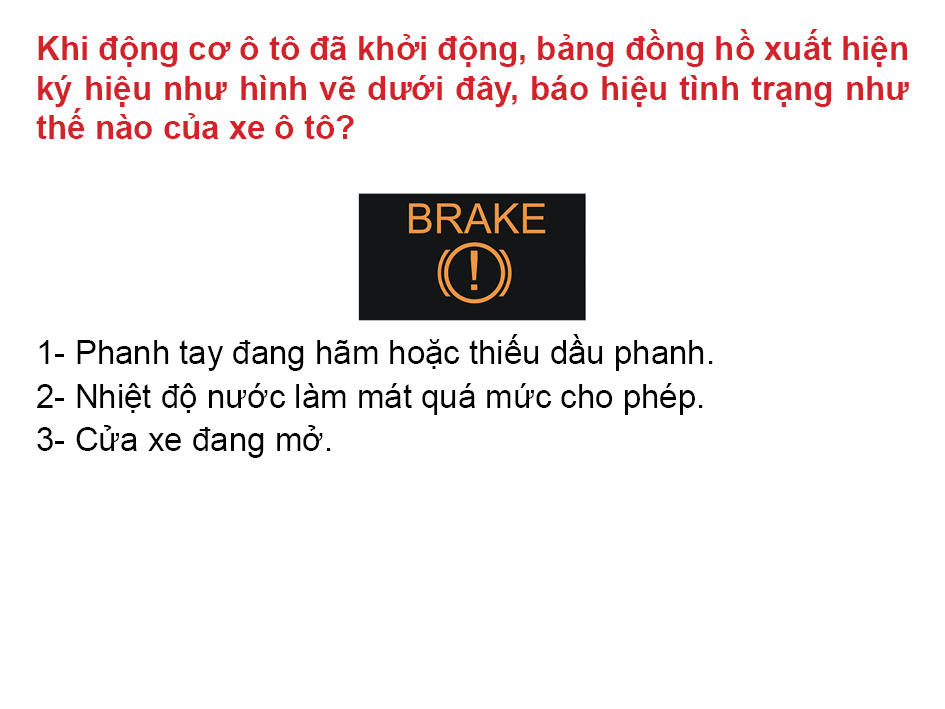 Khi động cơ ô tô đã khởi động, bảng đồng hồ xuất hiện
ký hiệu như hình vẽ dưới đây, báo hiệu tình trạng như
thế nào của xe ô tô?
BRAKE
(!)
1- Phanh tay đang hãm hoặc thiếu dầu phanh.
2- Nhiệt độ nước làm mát quá mức cho phép.
3- Cửa xe đang mở.